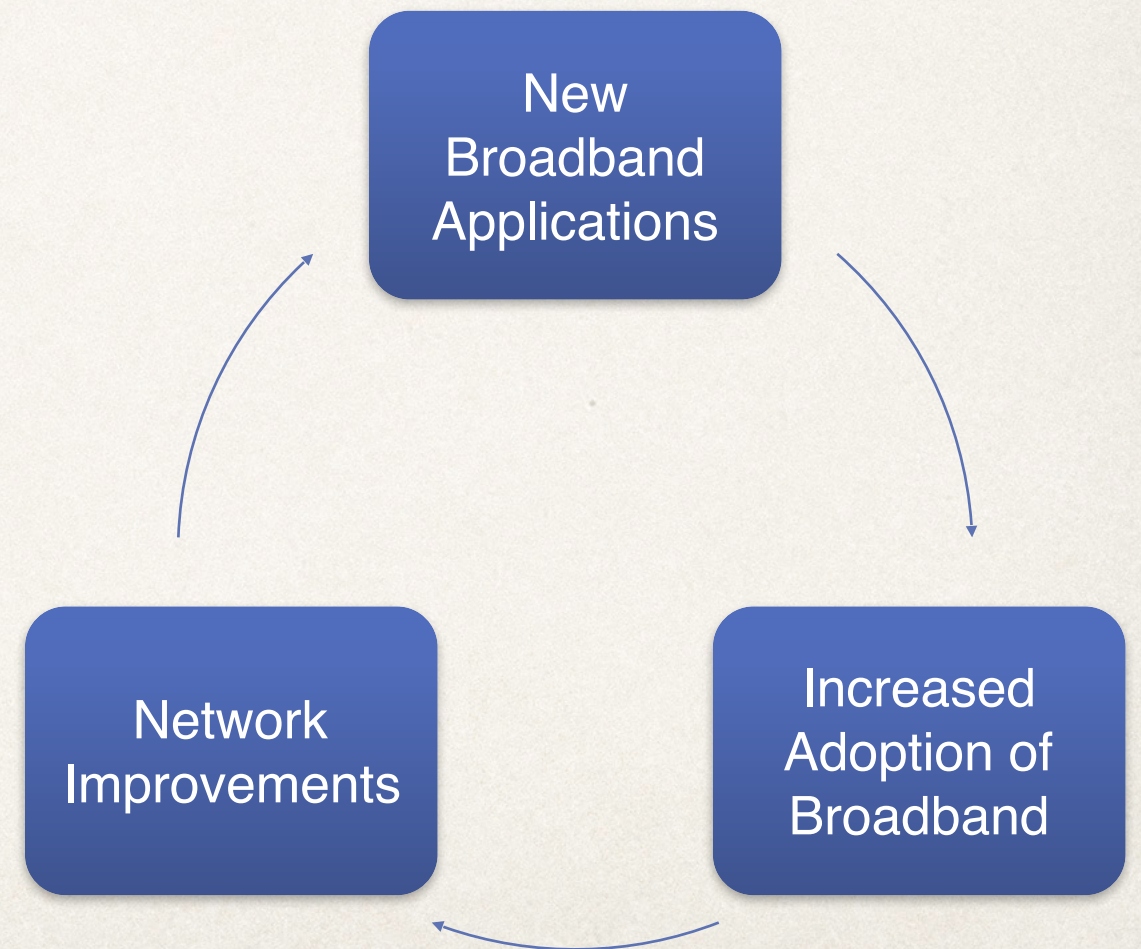 New
Broadband
Applications
Increased
Adoption of
Broadband
Network
Improvements